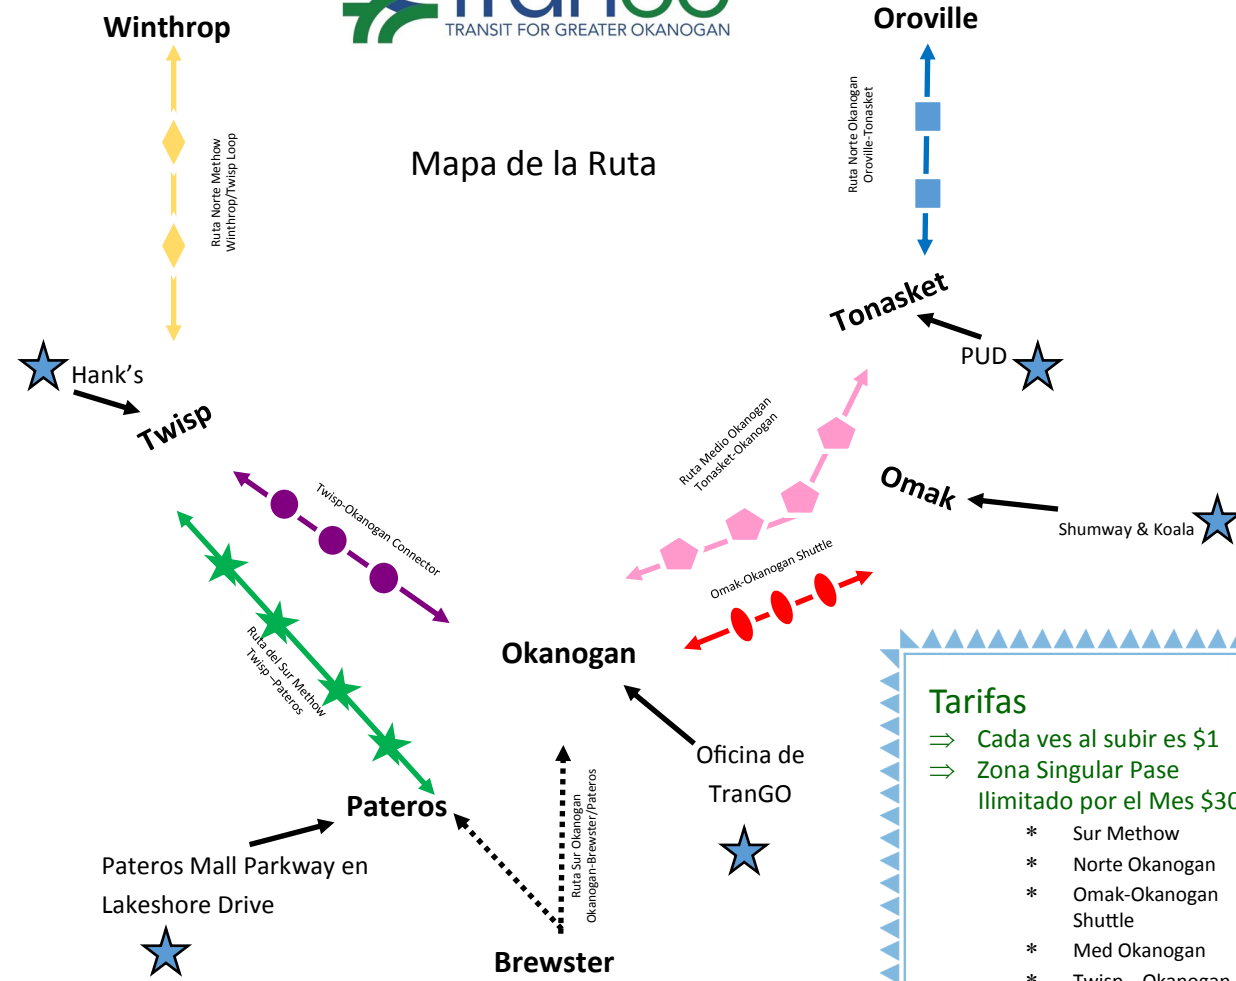 Winthrop
TRANSIT FOR GREATER OKANOGAN
Oroville
Ruta Norte Methow
Winthrop/Twisp Loop
Mapa de la Ruta
Ruta Norte Okanogan
Oroville-Tonasket
Tonasket
PUD
Hank’s
Twisp
Ruta Medio Okanogan
Tonasket-Okanogan
Omak
Shumway & Koala
Twisp-Okanogan Connector
Omak-Okanogan Shuttle
Ruta del Sur Methow
Twisp –Pateros
Okanogan
Oficina de
TranGO
Pateros
Pateros Mall Parkway en
Lakeshore Drive
Ruta Sur Okanogan
Okanogan-Brewster/Pateros
Brewster
Tarifas
⇒ Cada ves al subir es $1
⇒ Zona Singular Pase
Ilimitado por el Mes $30
* Sur Methow
* Norte Okanogan
* Omak-Okanogan
Shuttle
* Med Okanogan